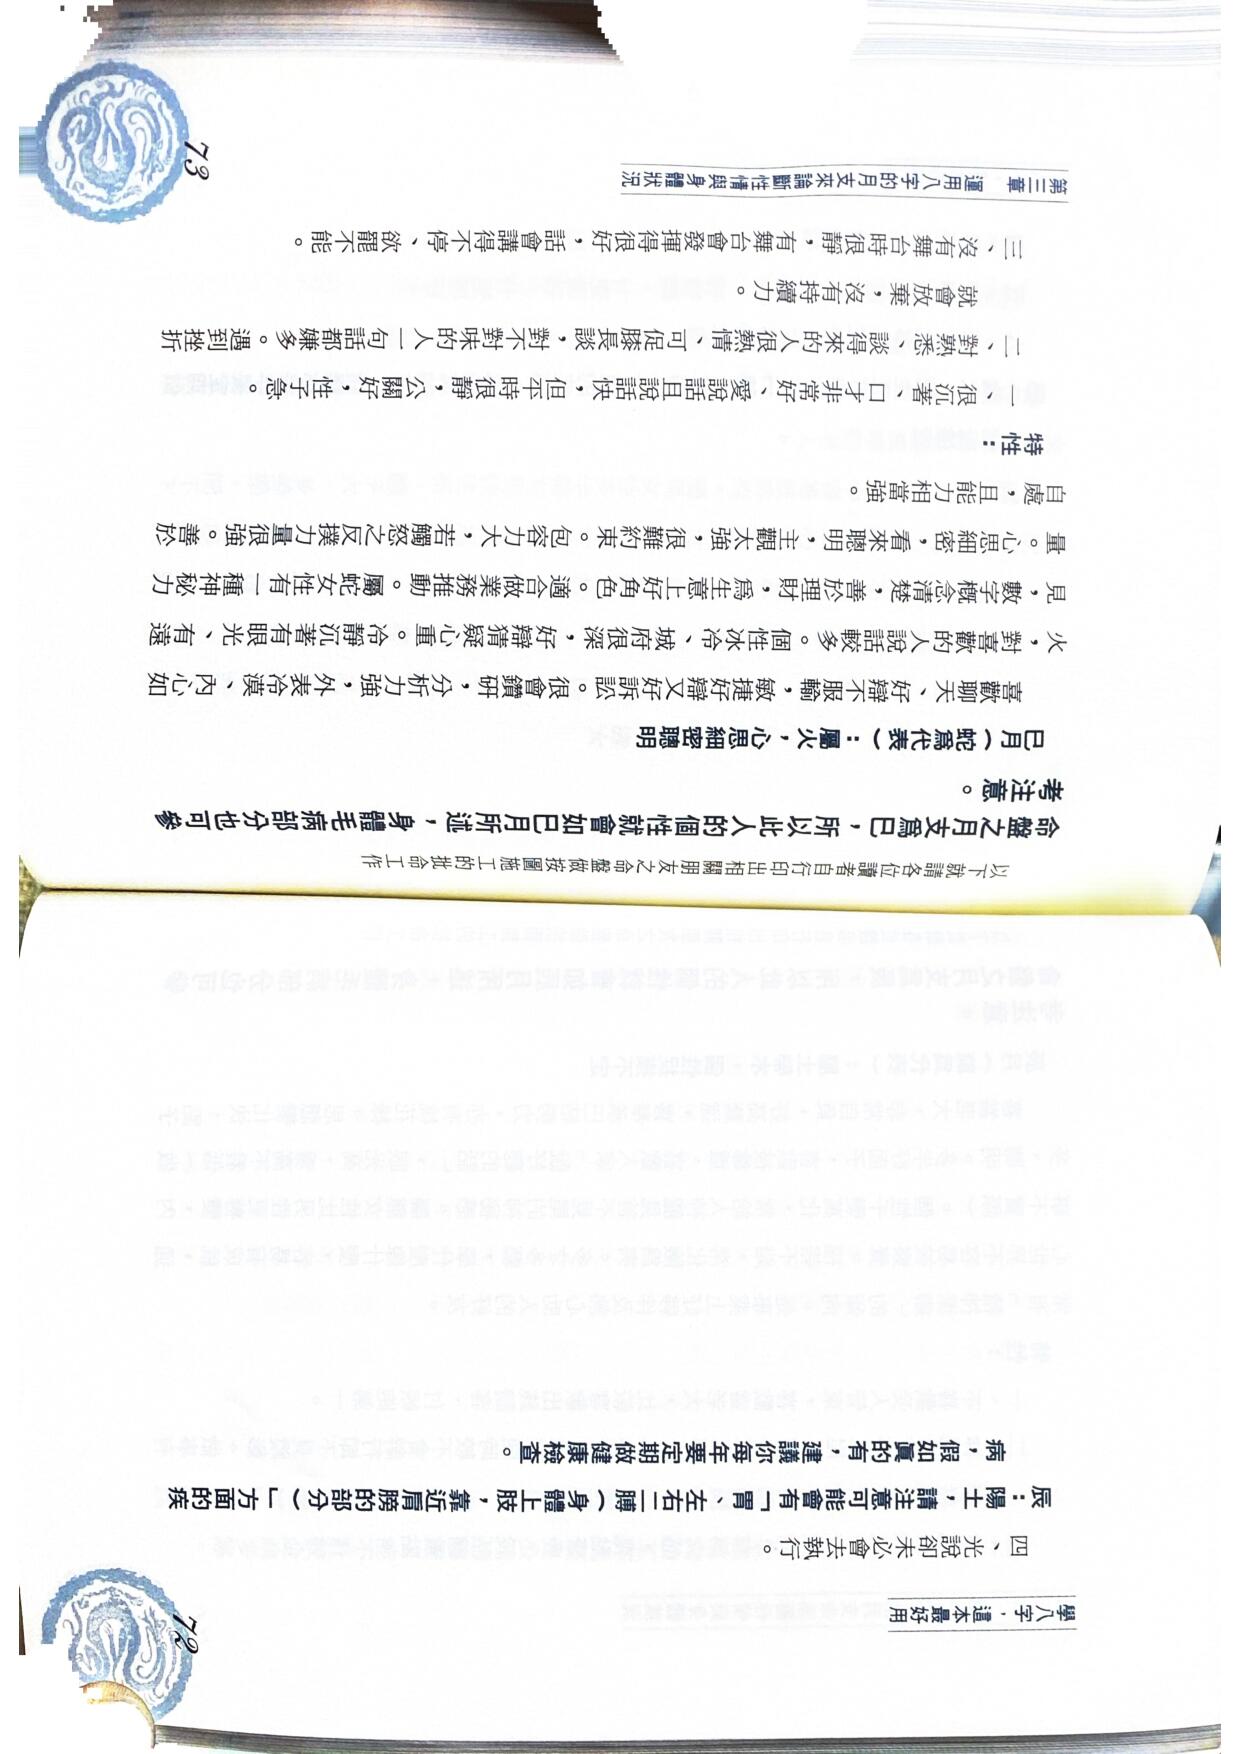 學八字，這本最好用
四、光說卻未必會去執行。
辰：陽土，請注意可能會有「胃、左右二膊（身體上肢，靠近肩膀的部分）」方面的疾
病，假如眞的有，建議你每年要定期做健康檢查。
72
以下就請各位讀者自行印出相關朋友之命盤做按圖施工的批命工作
命盤之月支爲巳，所以此人的個性就會如巳月所述，身體毛病部分也可參
考注意。
巳月（蛇爲代表）：屬火，心思細密聰明
喜歡聊天、好辯不服輸，敏捷好辯又好訴訟。很會鑽研，分析力強，外表冷漠、內心如
火，對喜歡的人說話較多。個性冰冷、城府很深，好辯猜疑心重。冷靜沉著有眼光、有遠
見，數字概念清楚，善於理財，爲生意上好角色。適合做業務推動。屬蛇女性有一種神秘力
量。心思細密，看來聰明，主觀太強，很難約束。包容力大，若觸怒之反撲力量很強。善於
自處，且能力相當強。
特性：
一、很沉著、口才非常好、愛說話且說話快，但平時很靜，公關好，性子急。
二、對熟悉、談得來的人很熱情、可促膝長談，對不對味的人一句話都嫌多。遇到挫折
就會放棄，沒有持續力。
三、沒有舞台時很靜，有舞台會發揮得很好，話會講得不停、欲罷不能。
第三章　運用八字的月支來論斷性情與身體狀況
73